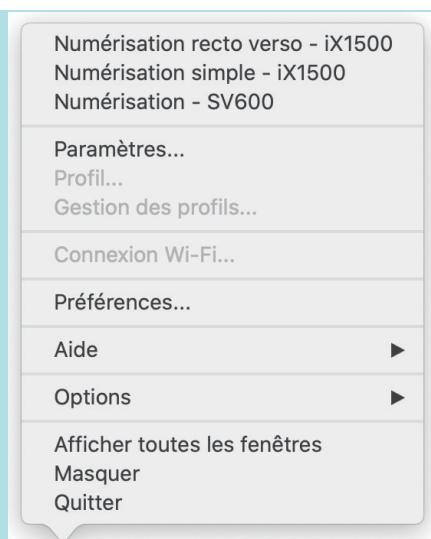 Numérisation recto verso - iX1500
Numérisation simple - iX1500
Numérisation - SV600
Paramètres...
Profil...
Gestion des profils...
Connexion Wi-Fi...
Préférences...
Aide
Options
Afficher toutes les fenêtres
Masquer
Quitter